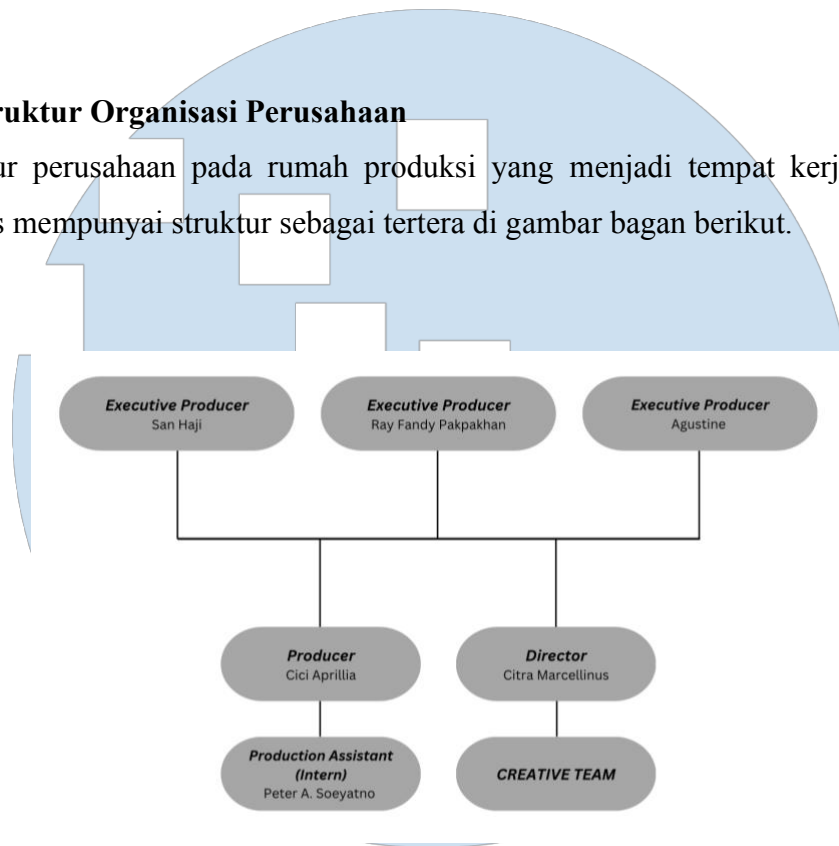 ruktur Organisasi Perusahaan
ur perusahaan pada rumah produksi yang menjadi tempat kerj
s mempunyai struktur sebagai tertera di gambar bagan berikut.
Executive Producer
San Haji
Executive Producer
Ray Fandy Pakpakhan
Executive Producer
Agustine
Producer
Cici Aprillia
Director
Citra Marcellinus
Production Assistant
(Intern)
Peter A. Soeyatno
CREATIVE TEAM